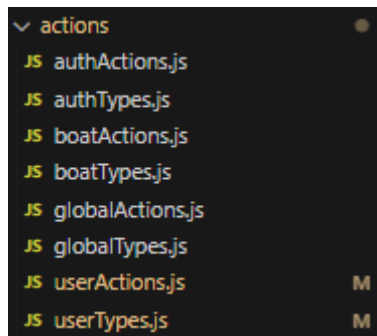 actions
JS authActions.js
JS authTypes.js
JS boatActions.js
JS boatTypes.js
JS globalActions.js
JS globalTypes.js
JS userActions.js M
JS userTypes.js M